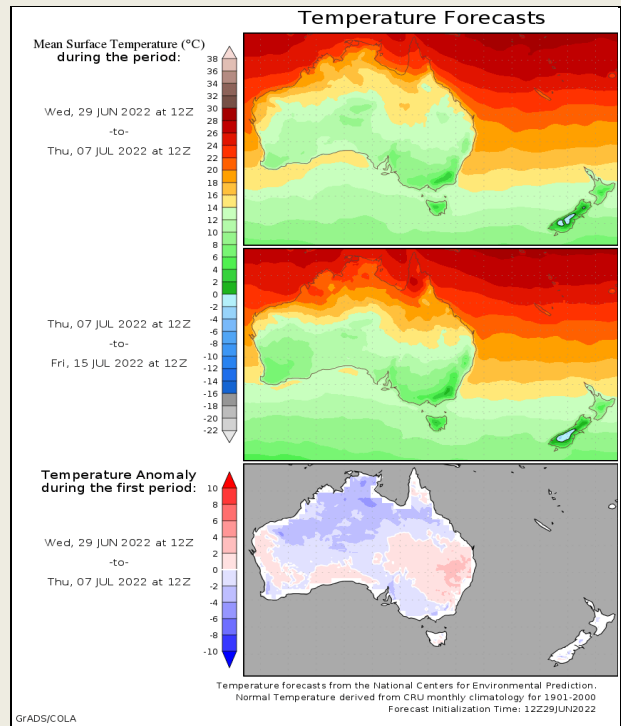 Temperature Forecasts
Mean Surface Temperature (°C)
during the period:
38
36
34
32
30
28
26
24
22
20
18
16
14
12
10
8
6
4
2
0
-2
-4
-6
-8
-10
-12
-14
-16
-18
-20
-22
Wed, 29 JUN 2022 at 12Z
-to-
Thu, 07 JUL 2022 at 12Z
Thu, 07 JUL 2022 at 12Z
-to-
Fri, 15 JUL 2022 at 12Z
Temperature Anomaly
during the first period:
10
8
6
4
2
0
-2
-4
-6
-8
-10
Wed, 29 JUN 2022 at 12Z
-to-
Thu, 07 JUL 2022 at 12Z
Temperature forecasts from the National Centers for Environmental Prediction.
Normal Temperature derived from CRU monthly climatology for 1901-2000
Forecast Initialization Time: 12Z29JUN2022
GrADS/COLA